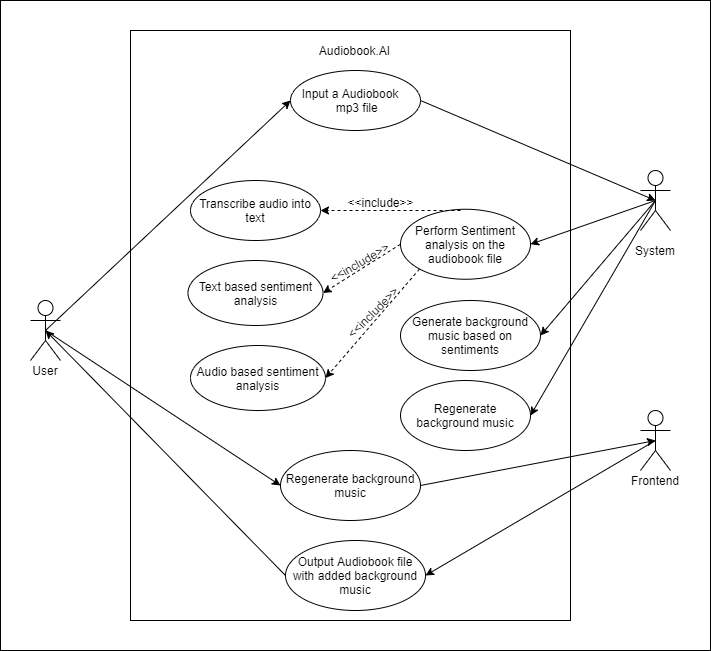 Audiobook.AI
Input a Audiobook
mp3 file
Transcribe audio into
text
<<include>>
Perform Sentiment
analysis on the
audiobook file
System
<<include>>
Text based sentiment
analysis
<<include>>
Generate background
music based on
sentiments
User
Audio based sentiment
analysis
Regenerate
background music
Regenerate background
music
Frontend
Output Audiobook file
with added background
music